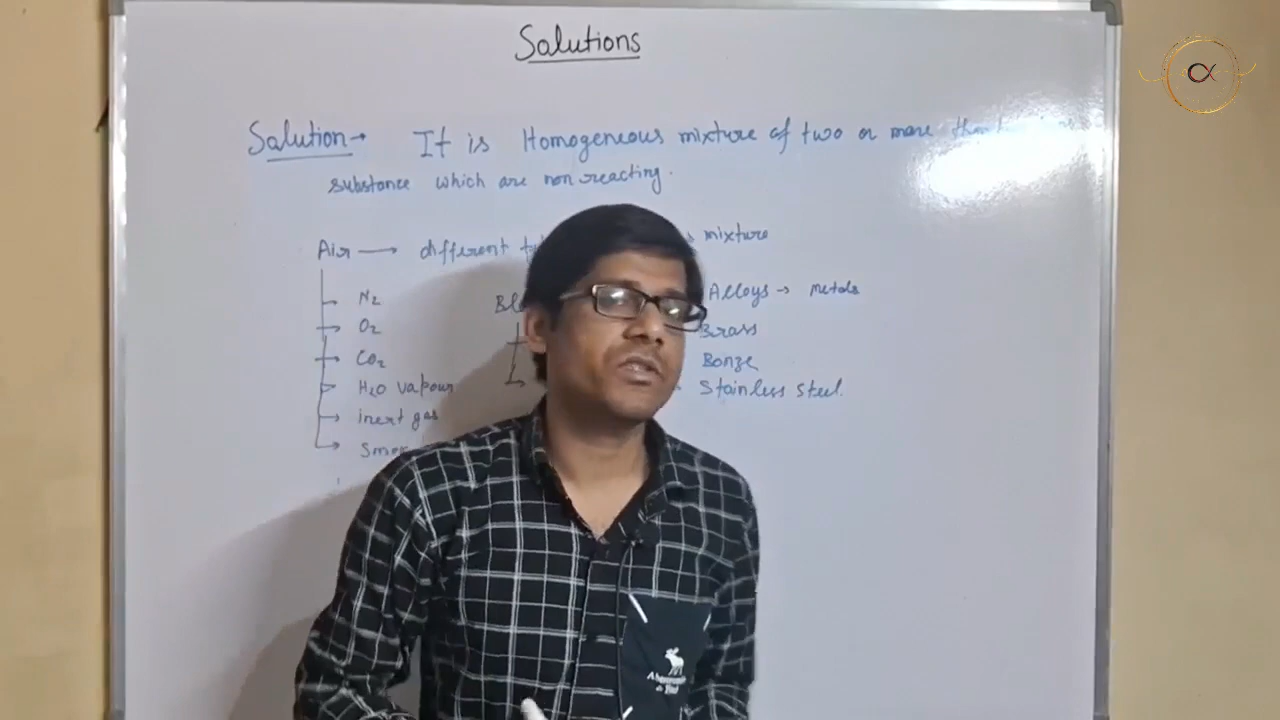 Solutions
Solution→ It is Homogeneous mixture of two or more than
substance which are non reacting.
Air → different mixture
N2
O2
CO2
H2O vapour
inert gas
Alloys → metals
Brass
Bonze
Stainless steel.
α